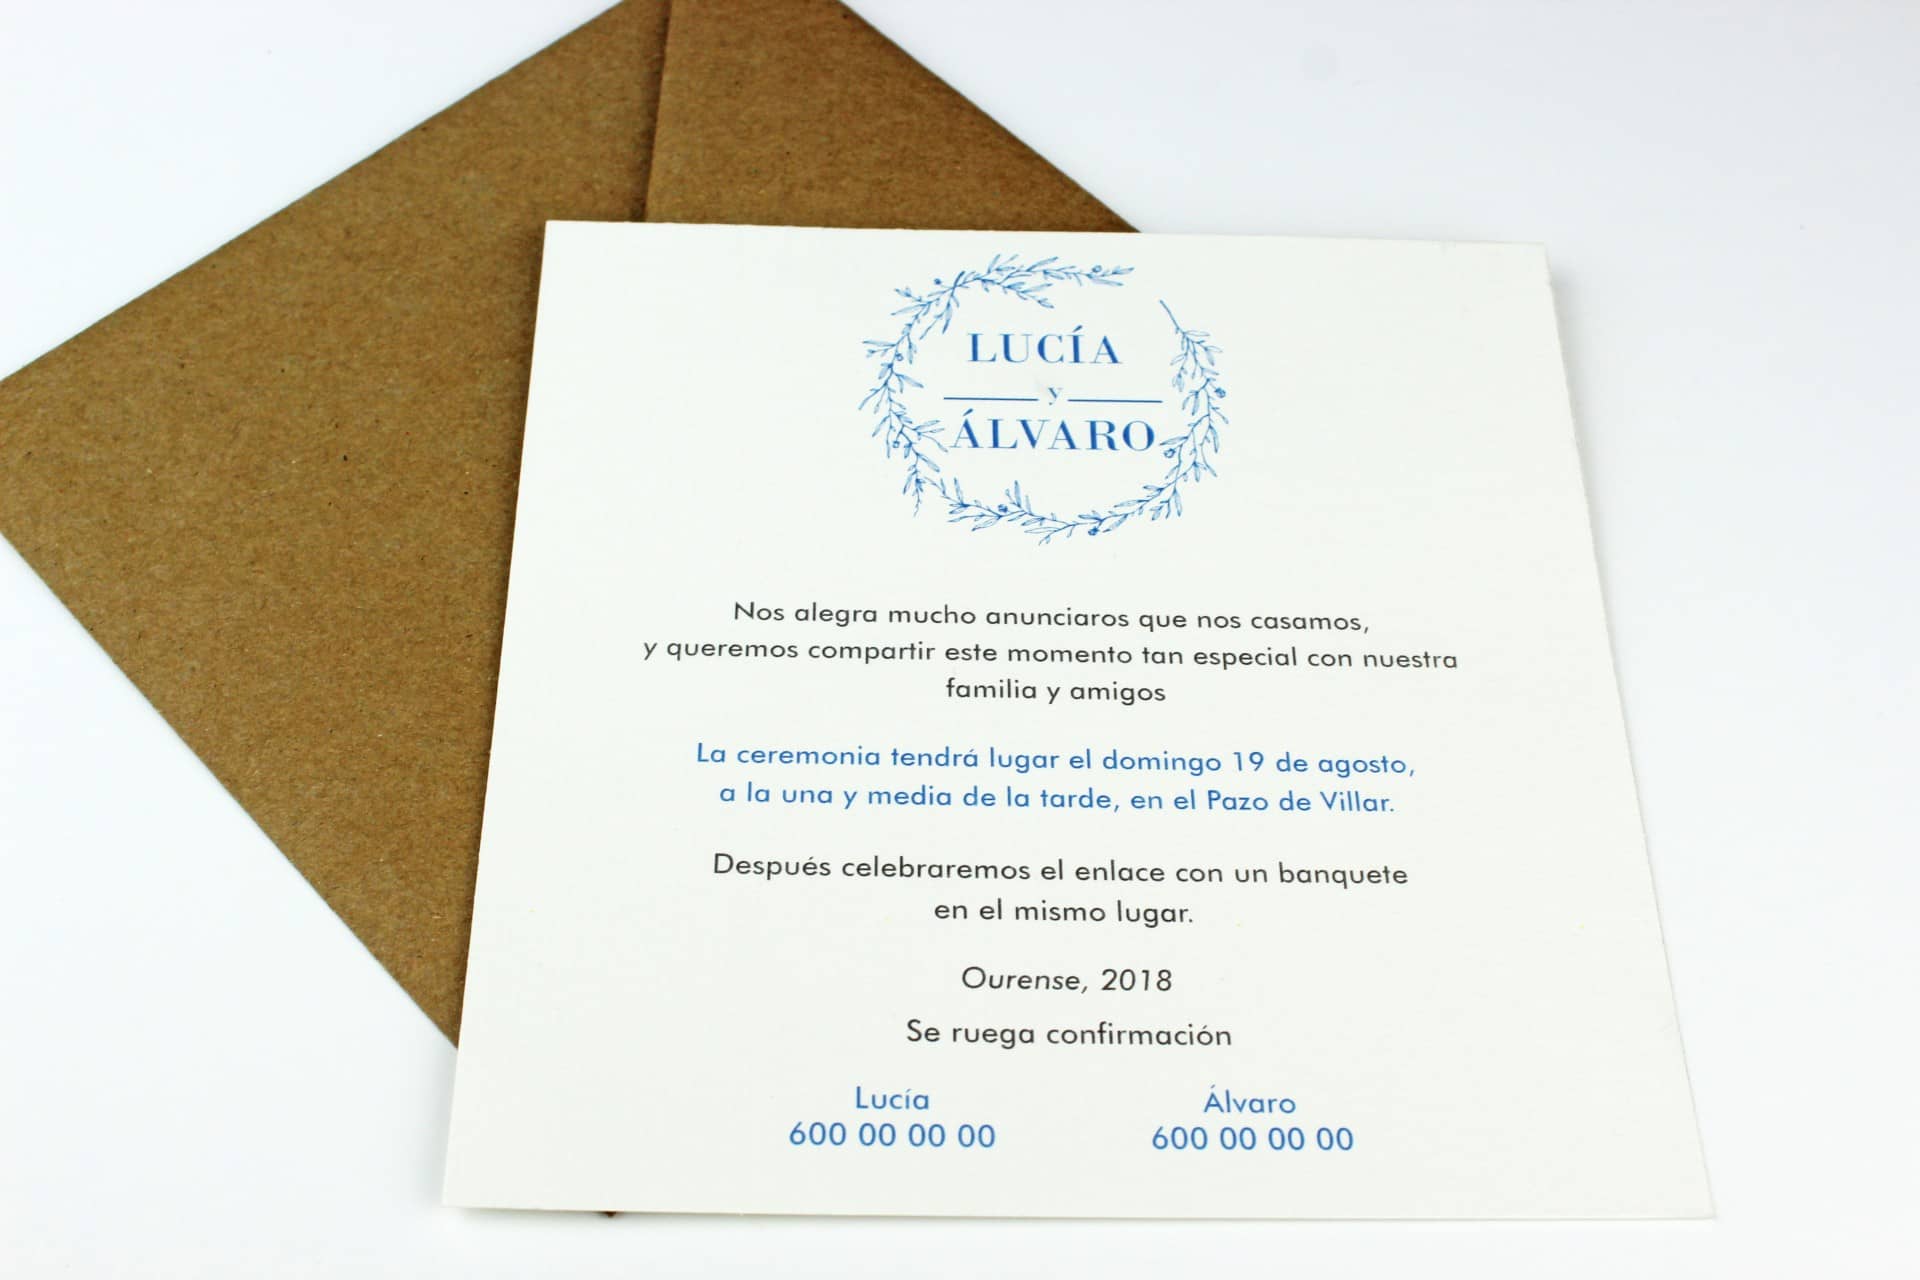 LUCÍA
y
ÁLVARO
Nos alegra mucho anunciaros que nos casamos,
y queremos compartir este momento tan especial con nuestra
familia y amigos
La ceremonia tendrá lugar el domingo 19 de agosto,
a la una y media de la tarde, en el Pazo de Villar.
Después celebraremos el enlace con un banquete
en el mismo lugar.
Ourense, 2018
Se ruega confirmación
Lucía
600 00 00 00
Álvaro
600 00 00 00